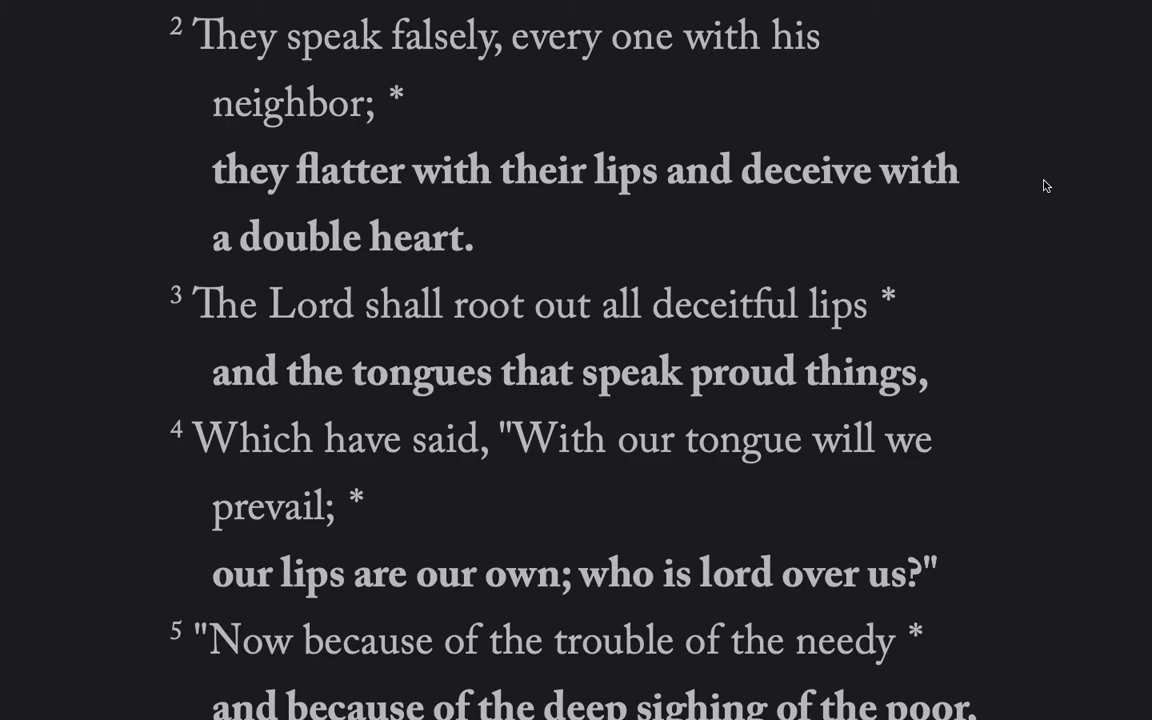 2 They speak falsely, every one with his
neighbor; *
they flatter with their lips and deceive with
a double heart.
3 The Lord shall root out all deceitful lips *
and the tongues that speak proud things,
4 Which have said, "With our tongue will we
prevail; *
our lips are our own; who is lord over us?"
5 "Now because of the trouble of the needy *
and because of the deep sighing of the poor,